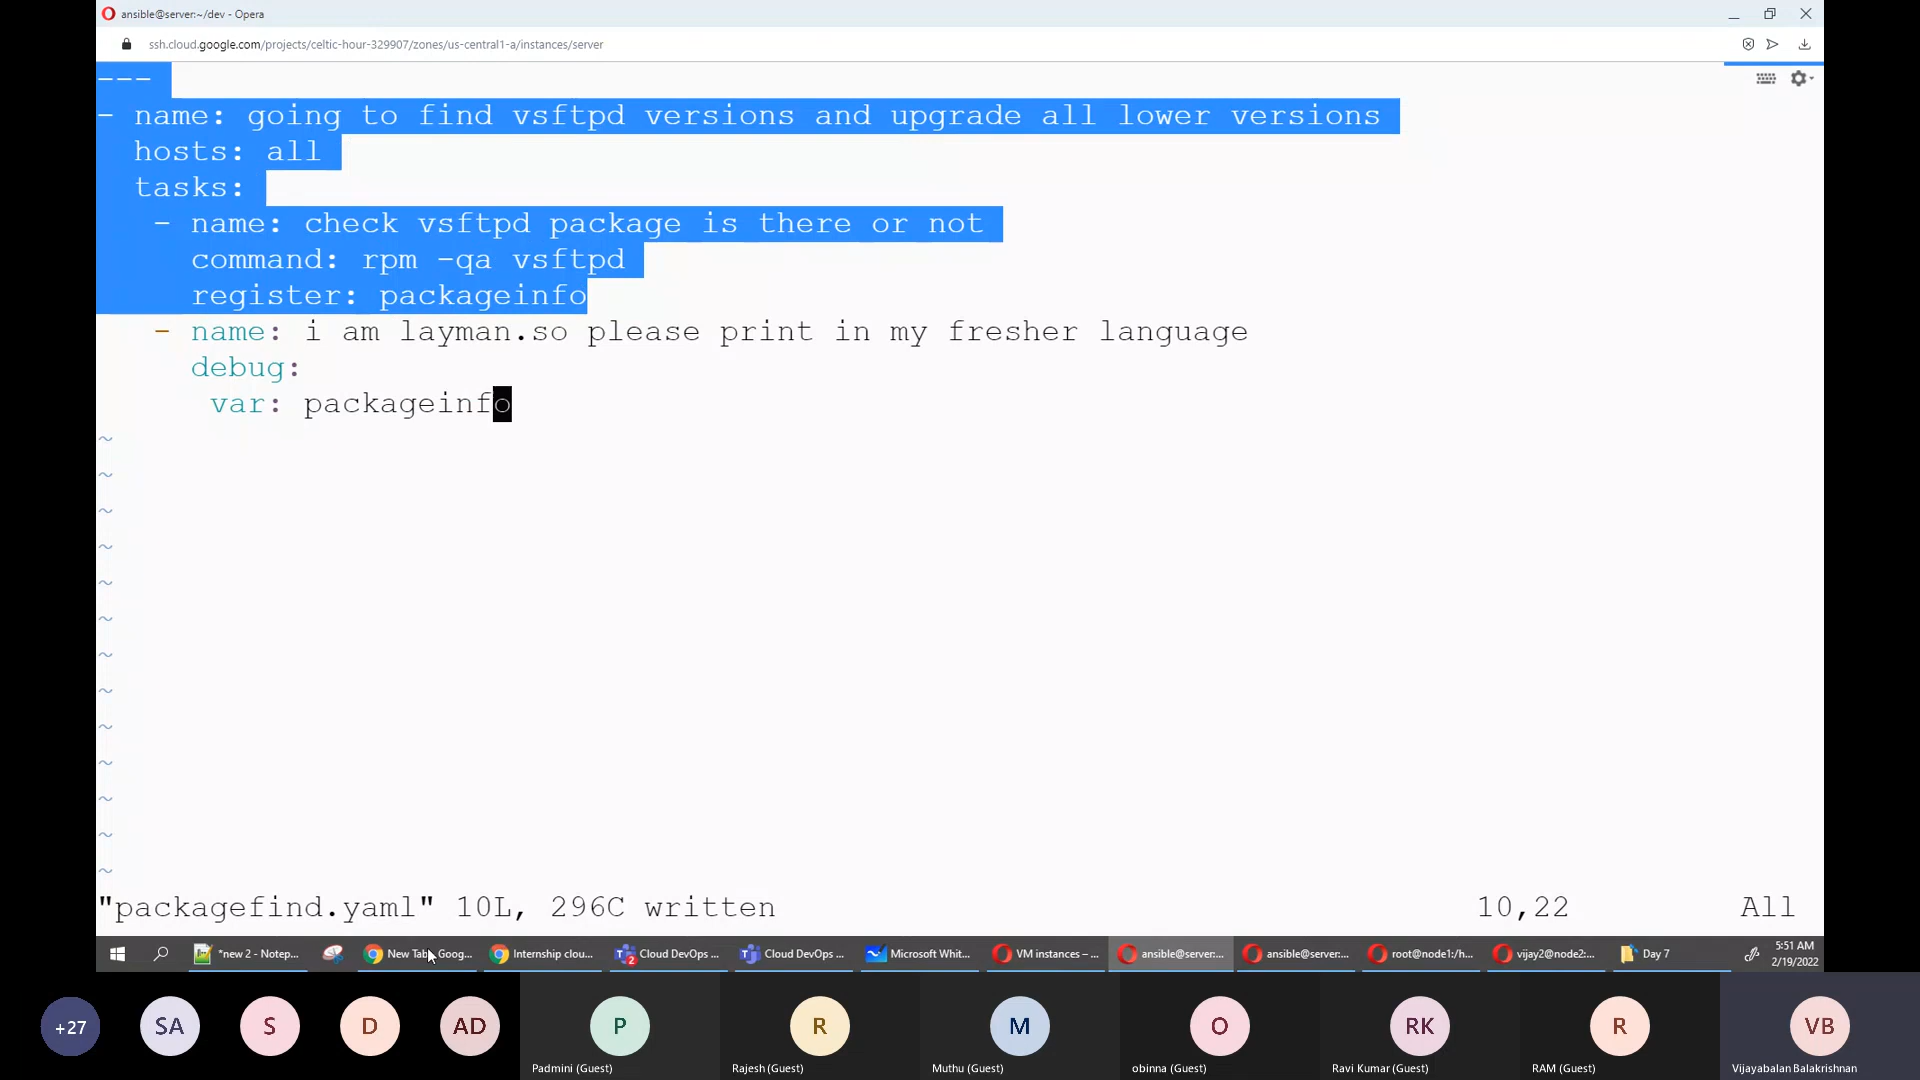 ansible@server:~/dev - Opera
ssh.cloud.google.com/projects/celtic-hour-329907/zones/us-central1-a/instances/server
---
- name: going to find vsftpd versions and upgrade all lower versions
  hosts: all
  tasks:
   - name: check vsftpd package is there or not
     command: rpm -qa vsftpd
     register: packageinfo
   - name: i am layman.so please print in my fresher language
     debug:
      var: packageinfo
~
~
~
~
~
~
~
~
~
~
~
~
~
"packagefind.yaml" 10L, 296C written 10,22 All
*new 2 - Notep... New Tab - Goog... Internship clou... 2 Cloud DevOps ... Cloud DevOps ... Microsoft Whit... VM instances – ... ansible@server:... ansible@server:... root@node1:/h... vijay2@node2:... Day 7 5:51 AM
2/19/2022
+27 SA S D AD P R M O RK R VB
Padmini (Guest) Rajesh (Guest) Muthu (Guest) obinna (Guest) Ravi Kumar (Guest) RAM (Guest) Vijayabalan Balakrishnan